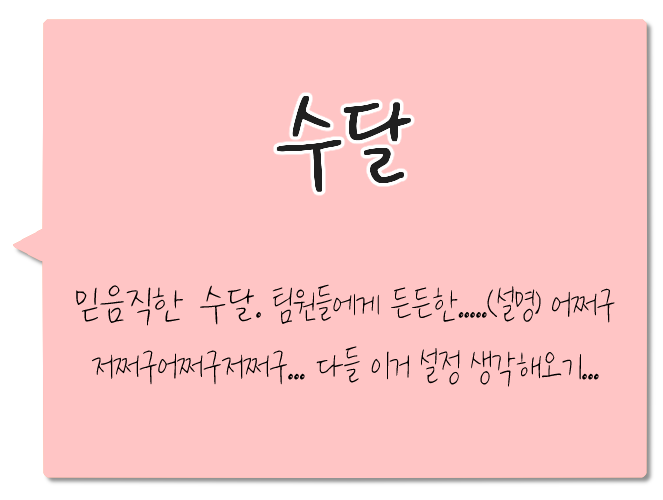 수달
믿음직한 수달. 팀원들에게 든든한.....(설명) 어쩌구
저쩌구어쩌구저쩌구... 다들 이거 설정 생각해오기...